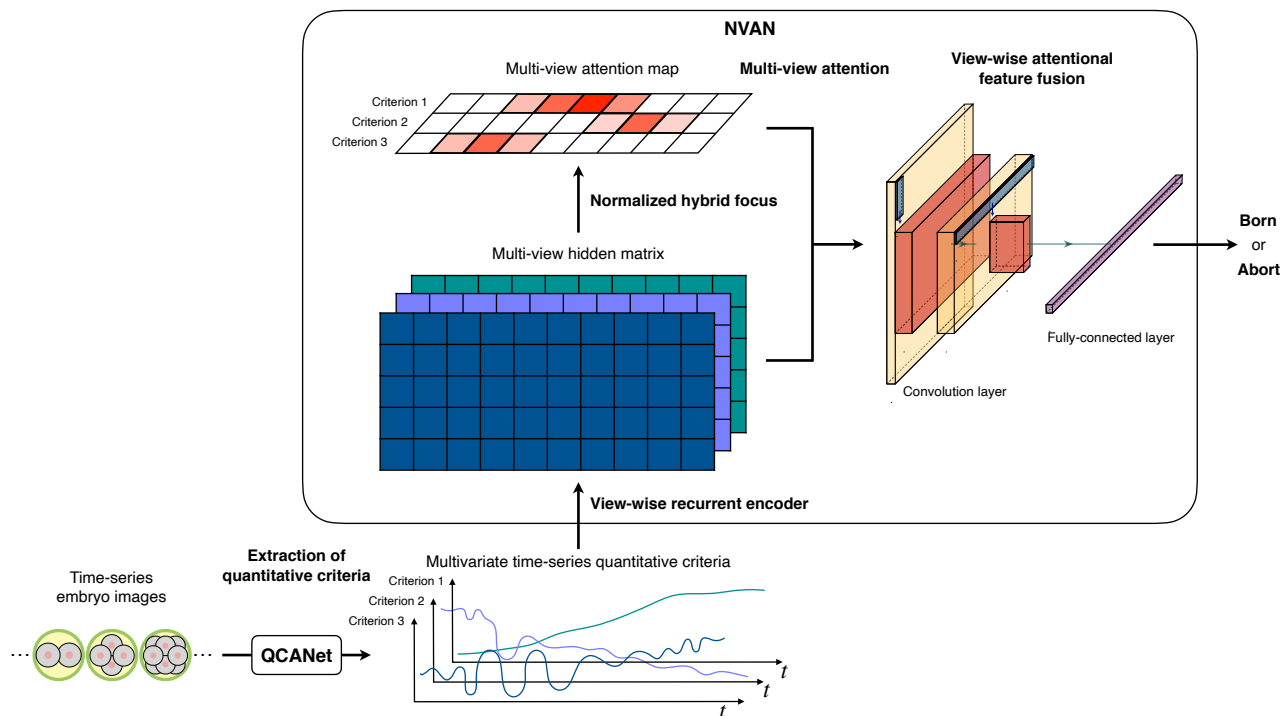 NVAN
Multi-view attention map
Multi-view attention
View-wise attentional
feature fusion
Criterion 1
Criterion 2
Criterion 3
Normalized hybrid focus
Multi-view hidden matrix
Born
or
Abort
Fully-connected layer
Convolution layer
View-wise recurrent encoder
Extraction of
quantitative criteria
Multivariate time-series quantitative criteria
Time-series
embryo images
Criterion 1
Criterion 2
Criterion 3
QCANet
t
t
t